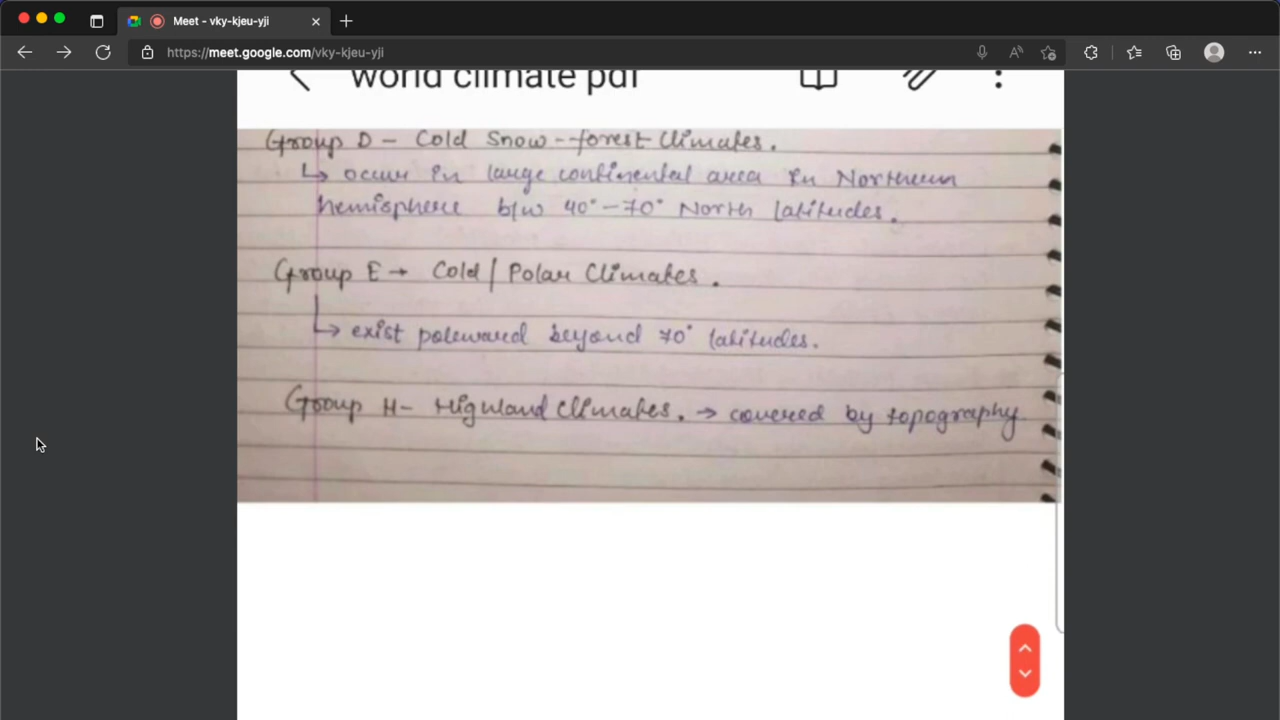 Meet - vky-kjeu-yji
https://meet.google.com/vky-kjeu-yji
world climate pdf
Group D - Cold Snow-forest Climates.
↳ occur in large continental area in Northern
hemisphere b/w 40° - 70° North latitudes.
Group E → Cold / Polar Climates.
↳ exist poleward beyond 70° latitudes.
Group H- Highland Climates. → covered by topography